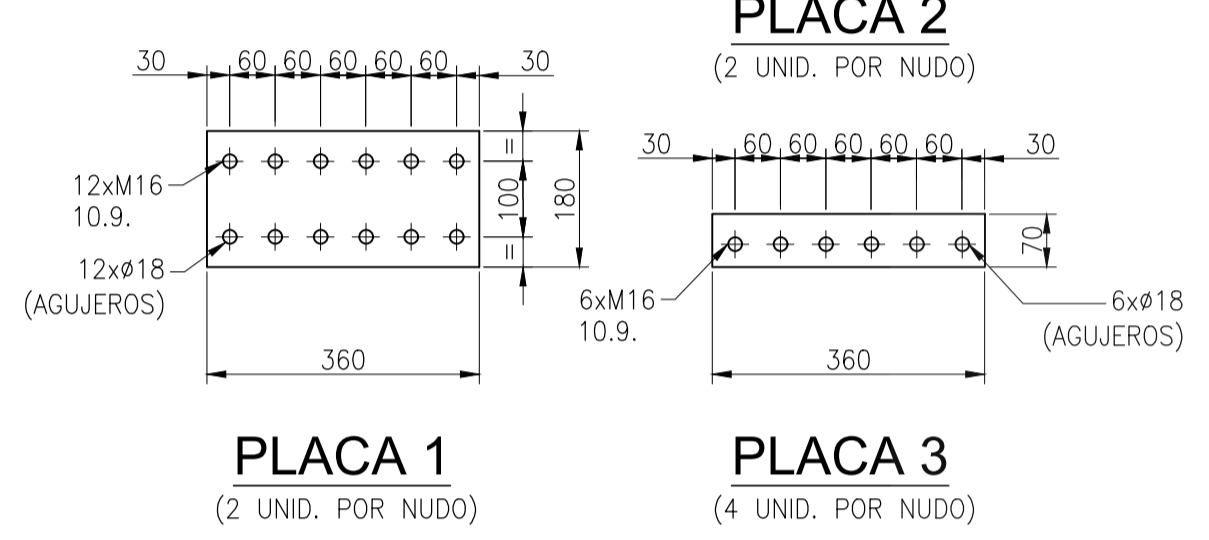 PLACA 2
(2 UNID. POR NUDO)
30 60 60 60 60 60 30
12xM16
10.9.
12xø18
(AGUJEROS)
=
100
=
180
360
PLACA 1
(2 UNID. POR NUDO)
30 60 60 60 60 60 30
70
6xM16
10.9.
6xø18
(AGUJEROS)
360
PLACA 3
(4 UNID. POR NUDO)